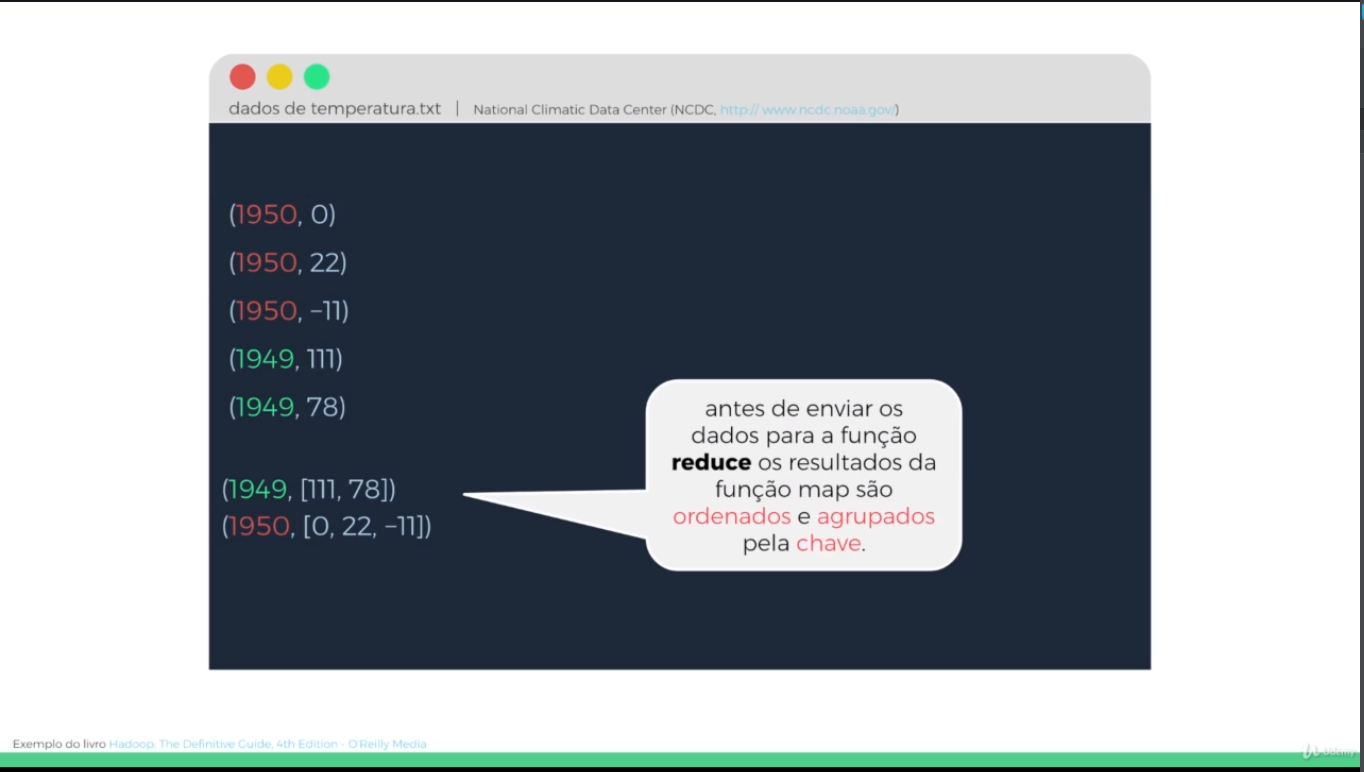 dados de temperatura.txt | National Climatic Data Center (NCDC, http:// www.ncdc.noaa.gov/)
(1950, 0)
(1950, 22)
(1950, –11)
(1949, 111)
(1949, 78)
(1949, [111, 78])
(1950, [0, 22, –11])
antes de enviar os
dados para a função
reduce os resultados da
função map são
ordenados e agrupados
pela chave.
Exemplo do livro Hadoop: The Definitive Guide, 4th Edition - O'Reilly Media
Udemy